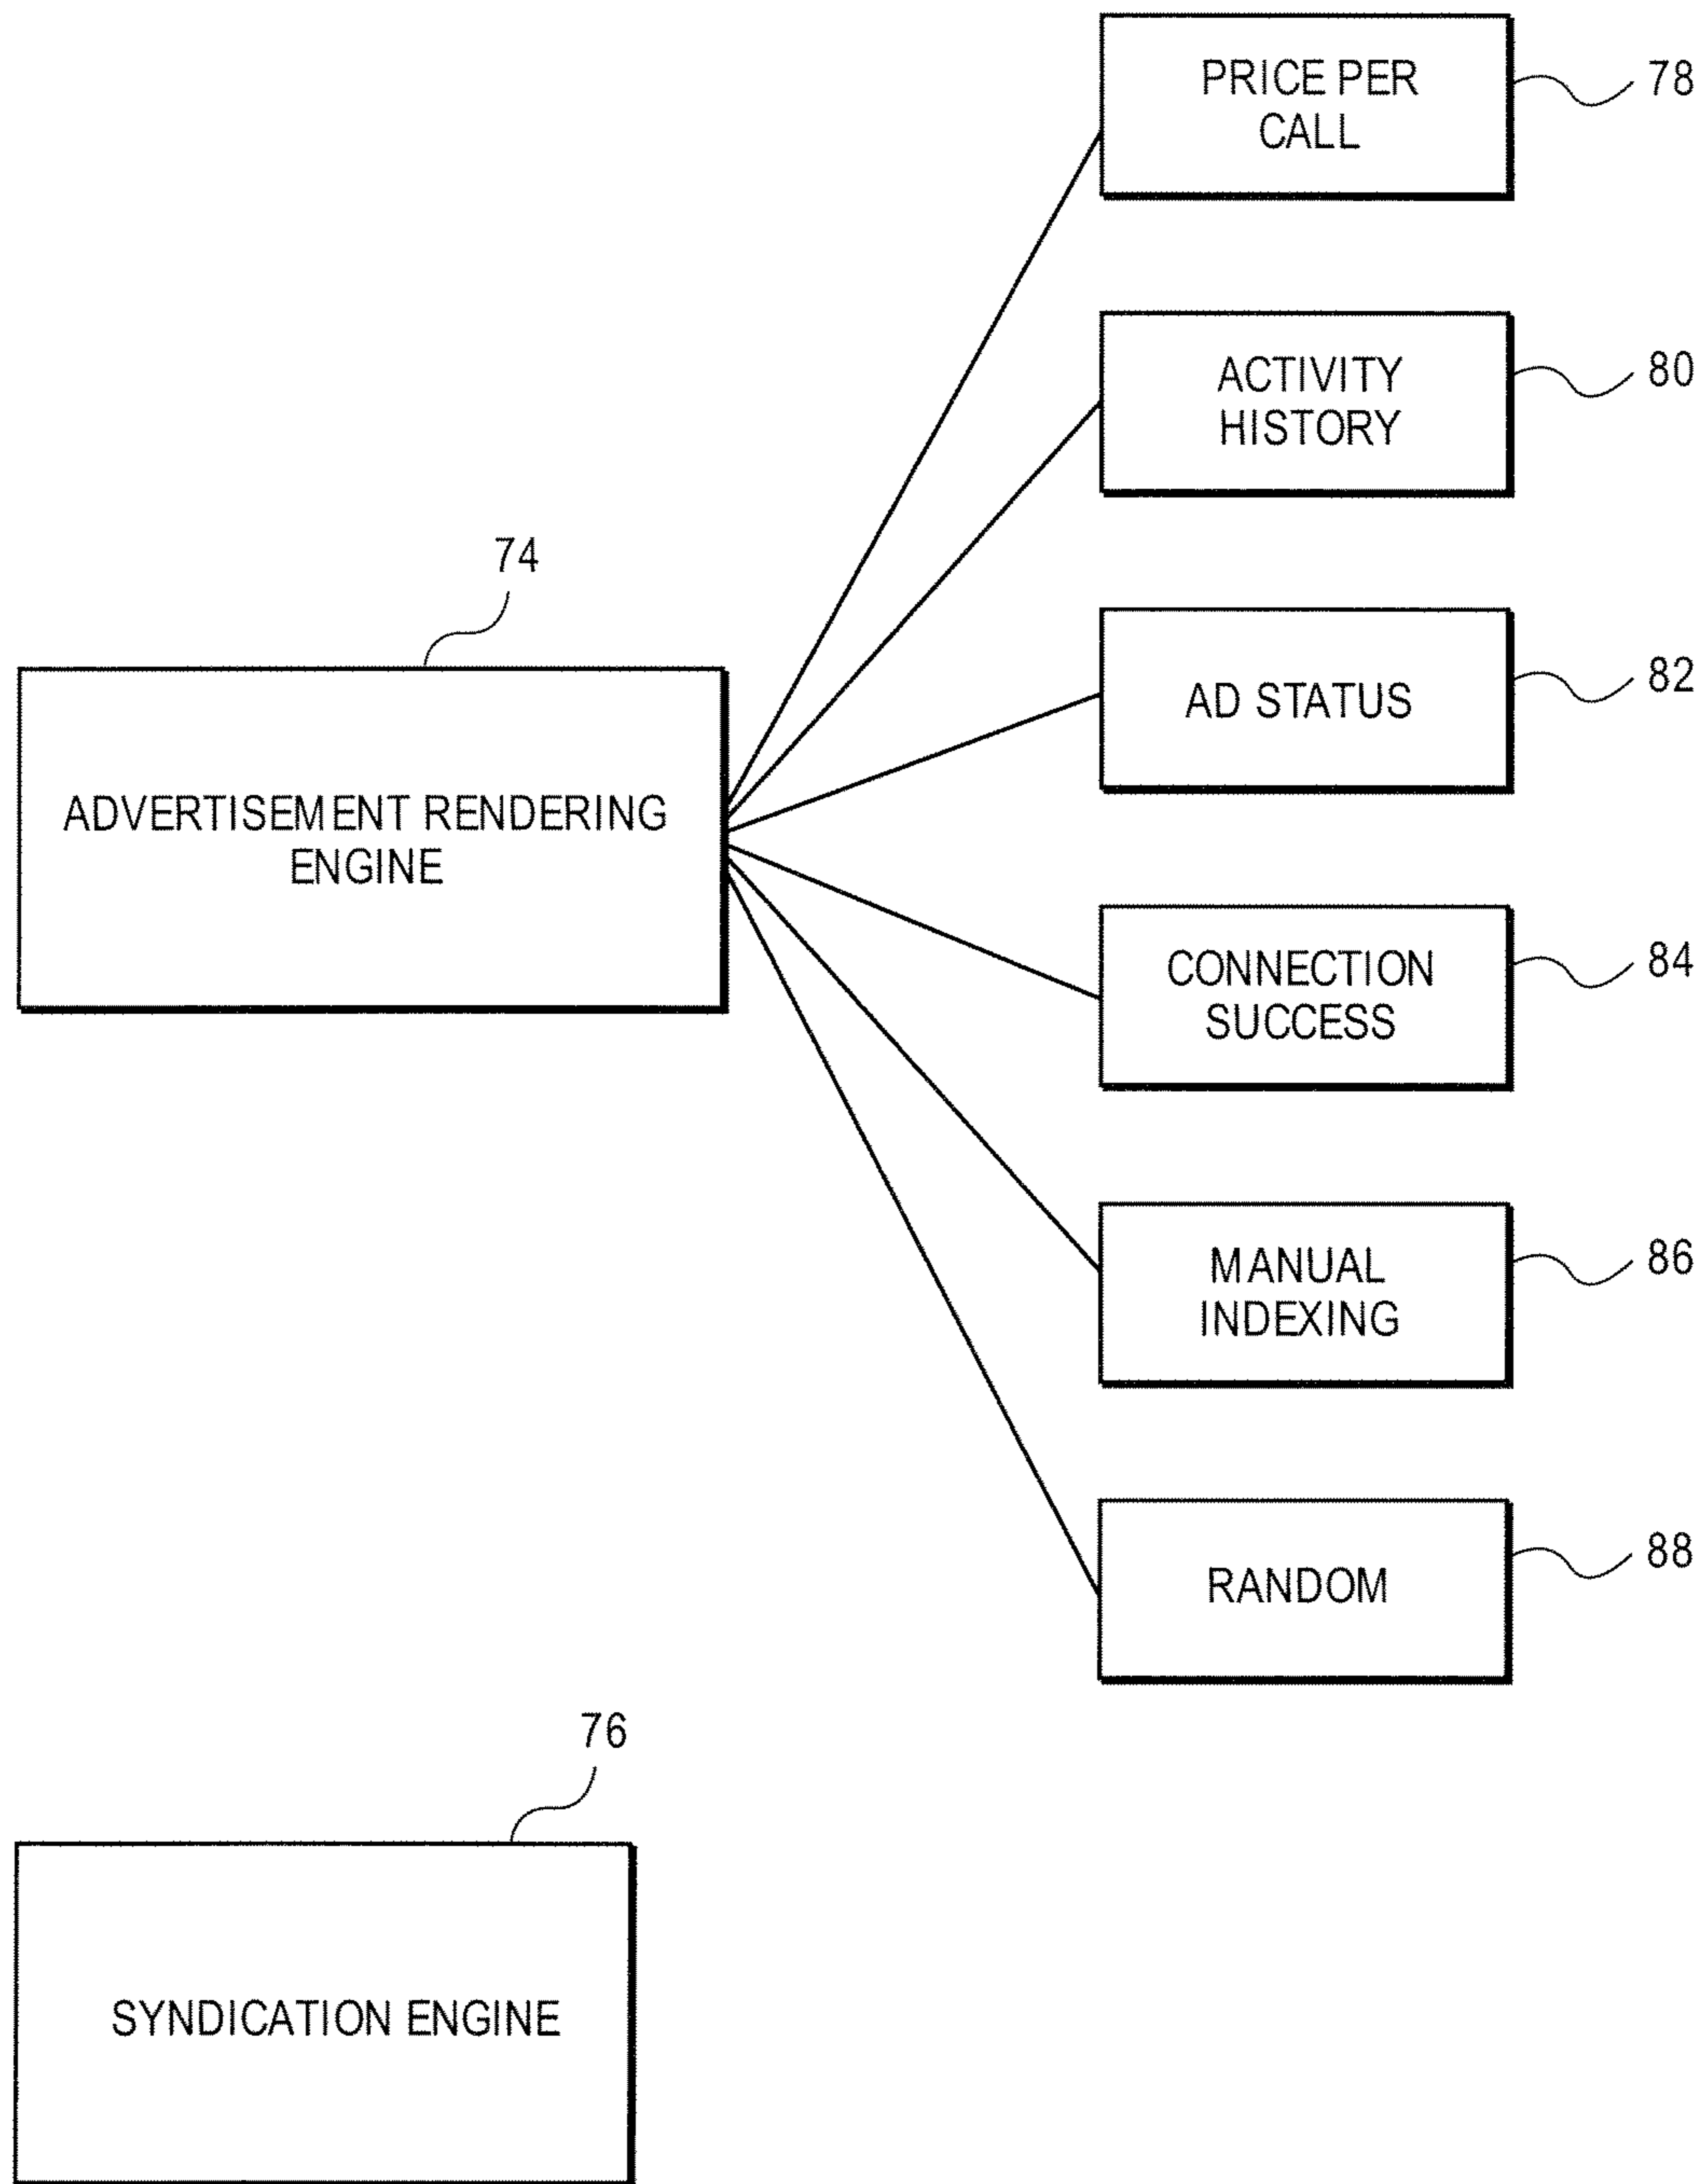 PRICE PER
CALL
78
ACTIVITY
HISTORY
80
74
AD STATUS
82
ADVERTISEMENT RENDERING
ENGINE
CONNECTION
SUCCESS
84
MANUAL
INDEXING
86
RANDOM
88
76
SYNDICATION ENGINE